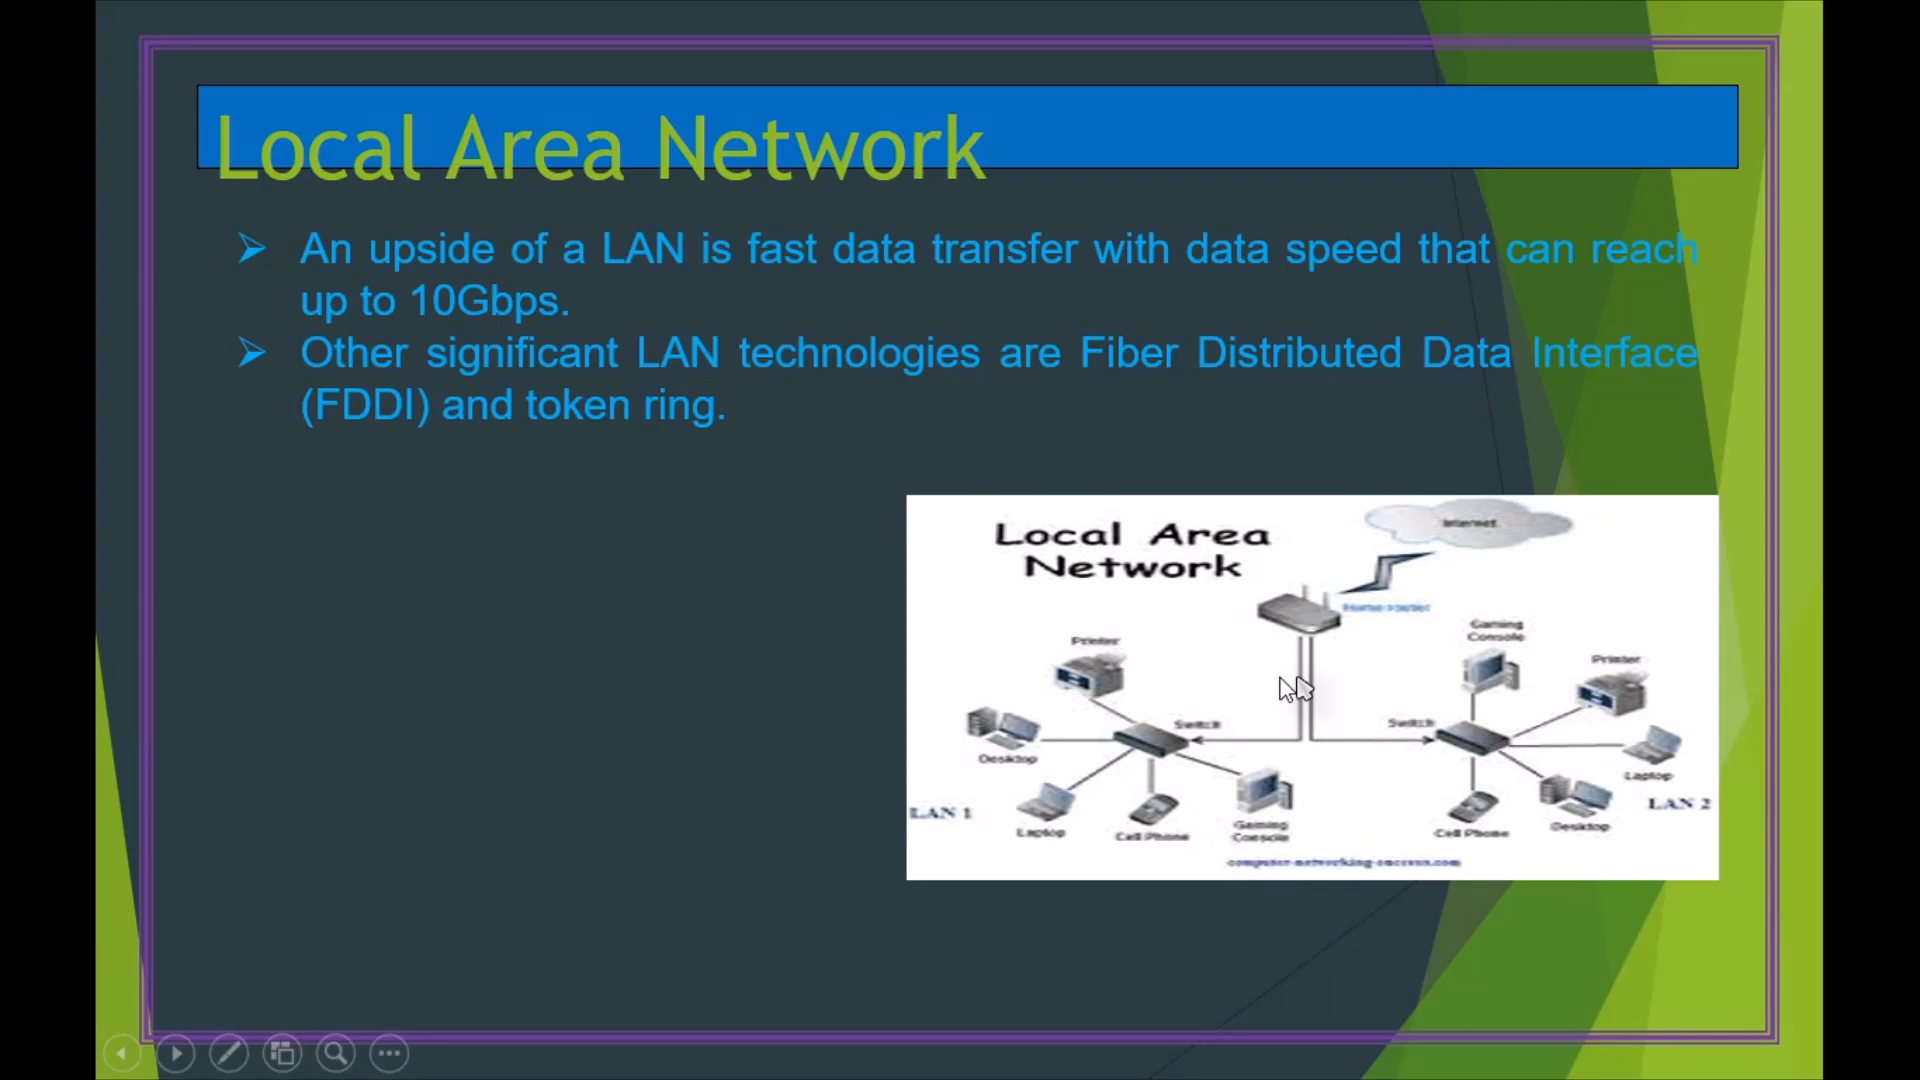 Local Area Network
➢ An upside of a LAN is fast data transfer with data speed that can reach
up to 10Gbps.
➢ Other significant LAN technologies are Fiber Distributed Data Interface
(FDDI) and token ring.
Local Area
Network
Internet
Home router
Printer
Gaming
Console
Printer
Switch
Switch
Desktop
Laptop
LAN 1
LAN 2
Laptop
Cell Phone
Gaming
Console
Cell Phone
Desktop
computer-networking-success.com